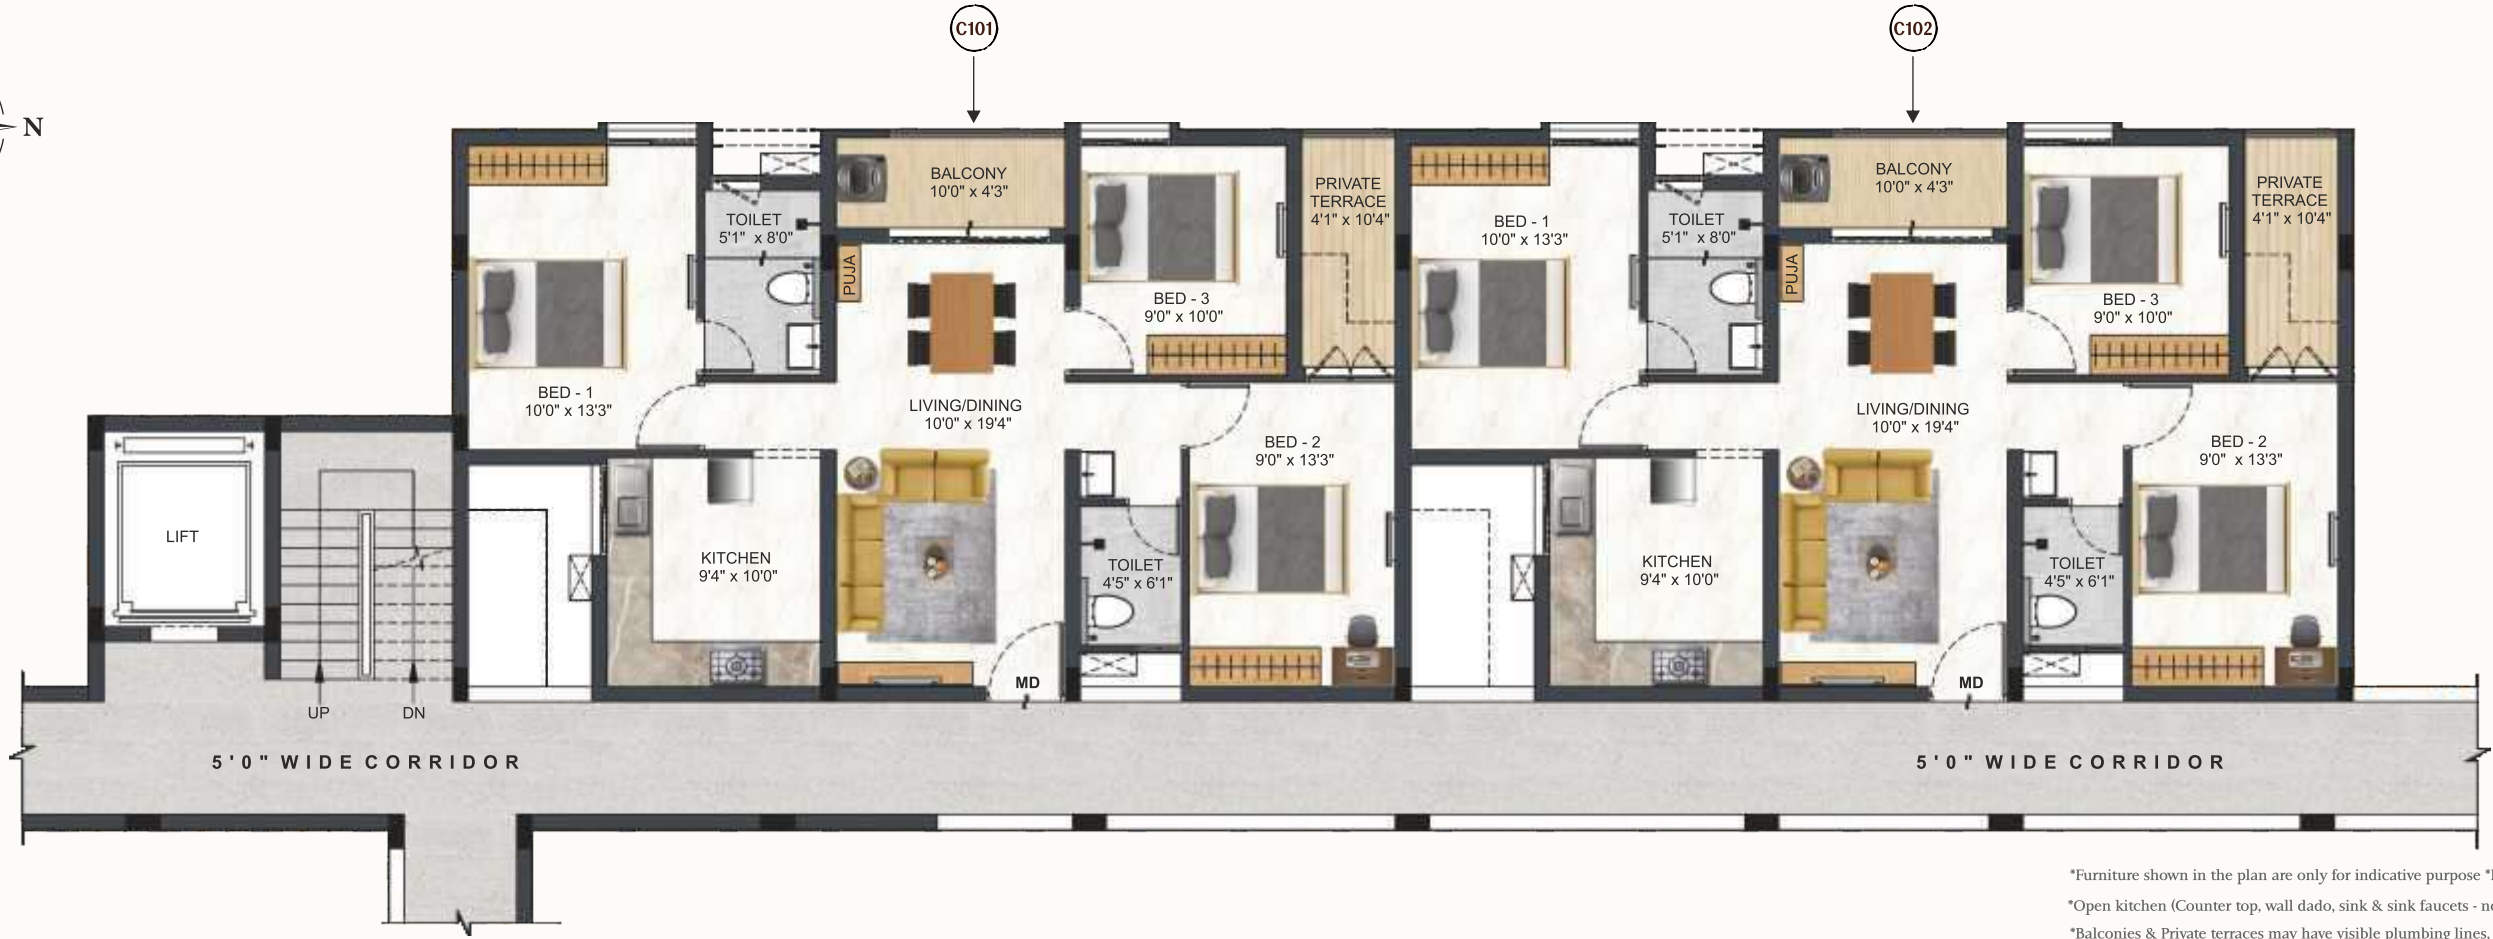 C101
C102
N
BALCONY
10'0" x 4'3"
PRIVATE
TERRACE
4'1" x 10'4"
TOILET
5'1" x 8'0"
PUJA
BED - 3
9'0" x 10'0"
BED - 1
10'0" x 13'3"
LIVING/DINING
10'0" x 19'4"
BED - 2
9'0" x 13'3"
KITCHEN
9'4" x 10'0"
TOILET
4'5" x 6'1"
MD
LIFT
UP
DN
BALCONY
10'0" x 4'3"
PRIVATE
TERRACE
4'1" x 10'4"
BED - 1
10'0" x 13'3"
TOILET
5'1" x 8'0"
PUJA
BED - 3
9'0" x 10'0"
LIVING/DINING
10'0" x 19'4"
BED - 2
9'0" x 13'3"
KITCHEN
9'4" x 10'0"
TOILET
4'5" x 6'1"
MD
5'0" WIDE CORRIDOR
5'0" WIDE CORRIDOR
*Furniture shown in the plan are only for indicative purpose
*Open kitchen (Counter top, wall dado, sink & sink faucets -
*Balconies & Private terraces may have visible plumbing lines,